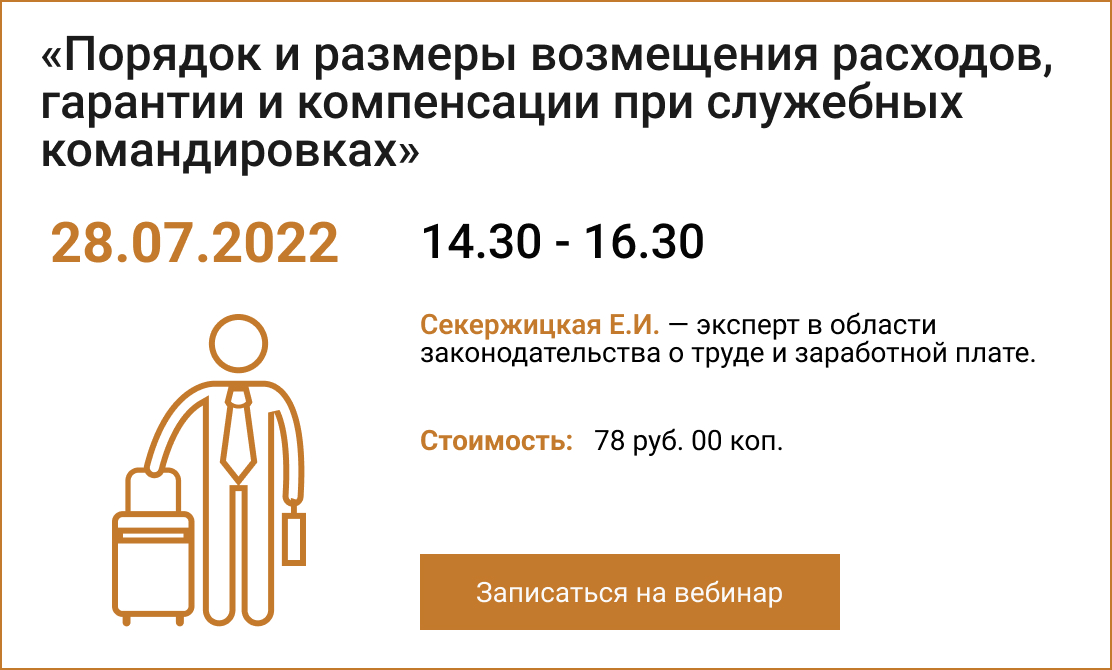 «Порядок и размеры возмещения расходов,
гарантии и компенсации при служебных
командировках»
28.07.2022
14.30 - 16.30
Секержицкая Е.И. — эксперт в области
законодательства о труде и заработной плате.
Стоимость: 78 руб. 00 коп.
Записаться на вебинар